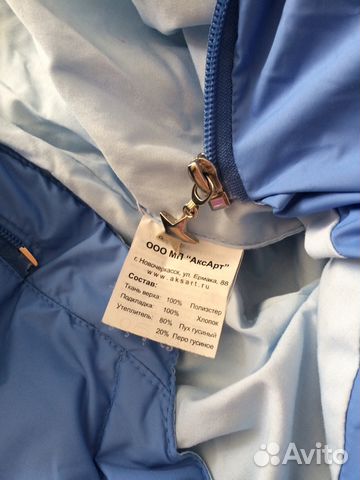 ООО МП "АксАрт"
г. Новочеркасск, ул. Ермака, 88
www.aksart.ru
Состав:
Ткань верха: 100% Полиэстер
Подкладка: 100% Хлопок
Утеплитель: 80% Пух гусиный
20% Перо гусиное
Avito